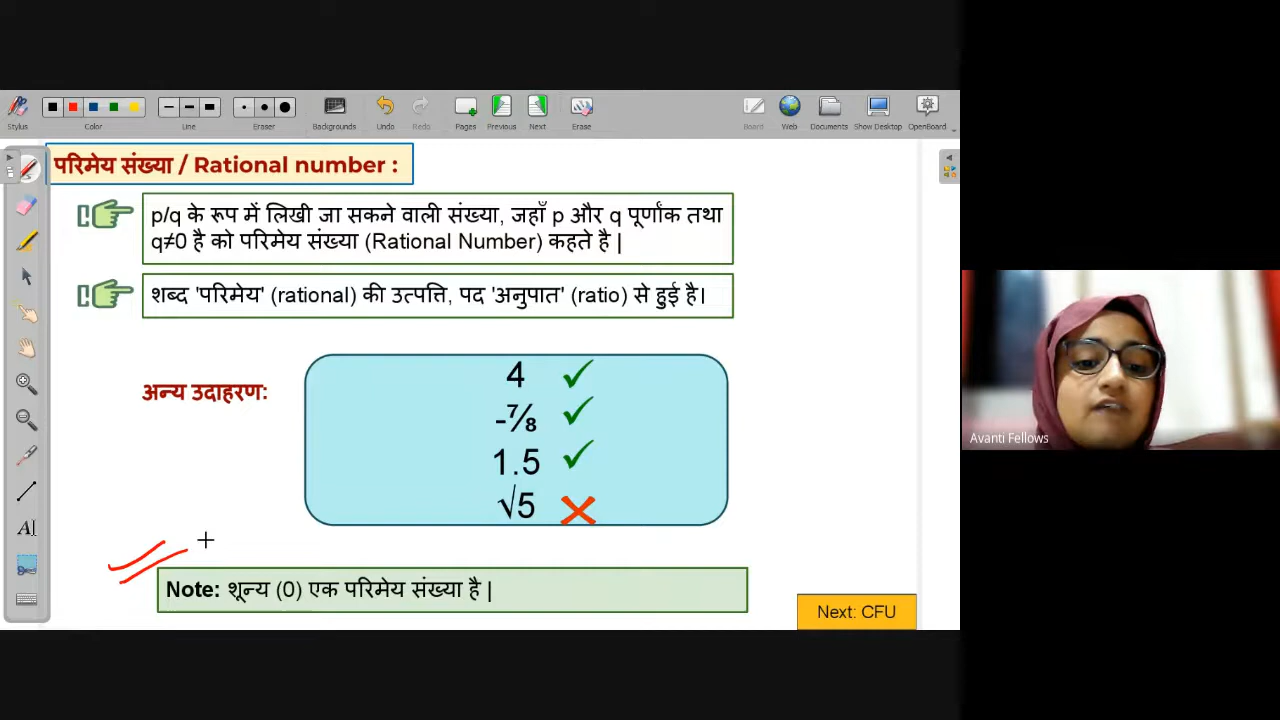 Stylus
Color
Line
Eraser
Backgrounds
Undo
Redo
Pages
Previous
Next
Erase
Board
Web
Documents
Show Desktop
OpenBoard
परिमेय संख्या / Rational number :
p/q के रूप में लिखी जा सकने वाली संख्या, जहाँ p और q पूर्णांक तथा
q≠0 है को परिमेय संख्या (Rational Number) कहते है |
शब्द 'परिमेय' (rational) की उत्पत्ति, पद 'अनुपात' (ratio) से हुई है।
अन्य उदाहरण:
4 ✓
-⅞ ✓
1.5 ✓
√5 ✗
Note: शून्य (0) एक परिमेय संख्या है |
Next: CFU
Avanti Fellows